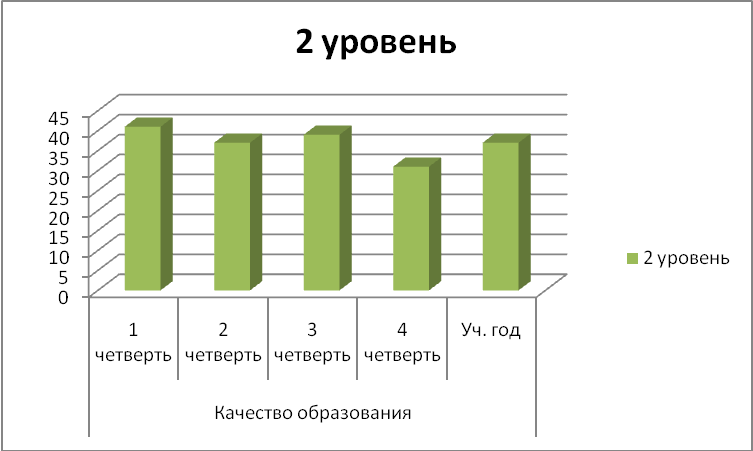 2 уровень
45
40
35
30
25
20
15
10
5
0
1 четверть
2 четверть
3 четверть
4 четверть
Уч. год
Качество образования
2 уровень